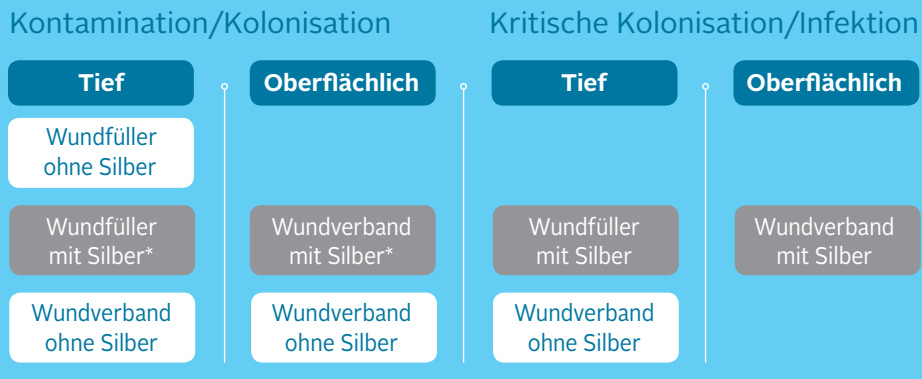 Kontamination/Kolonisation
Kritische Kolonisation/Infektion
Tief
Oberflächlich
Tief
Oberflächlich
Wundfüller
ohne Silber
Wundfüller
mit Silber*
Wundverband
mit Silber*
Wundfüller
mit Silber
Wundverband
mit Silber
Wundverband
ohne Silber
Wundverband
ohne Silber
Wundverband
ohne Silber